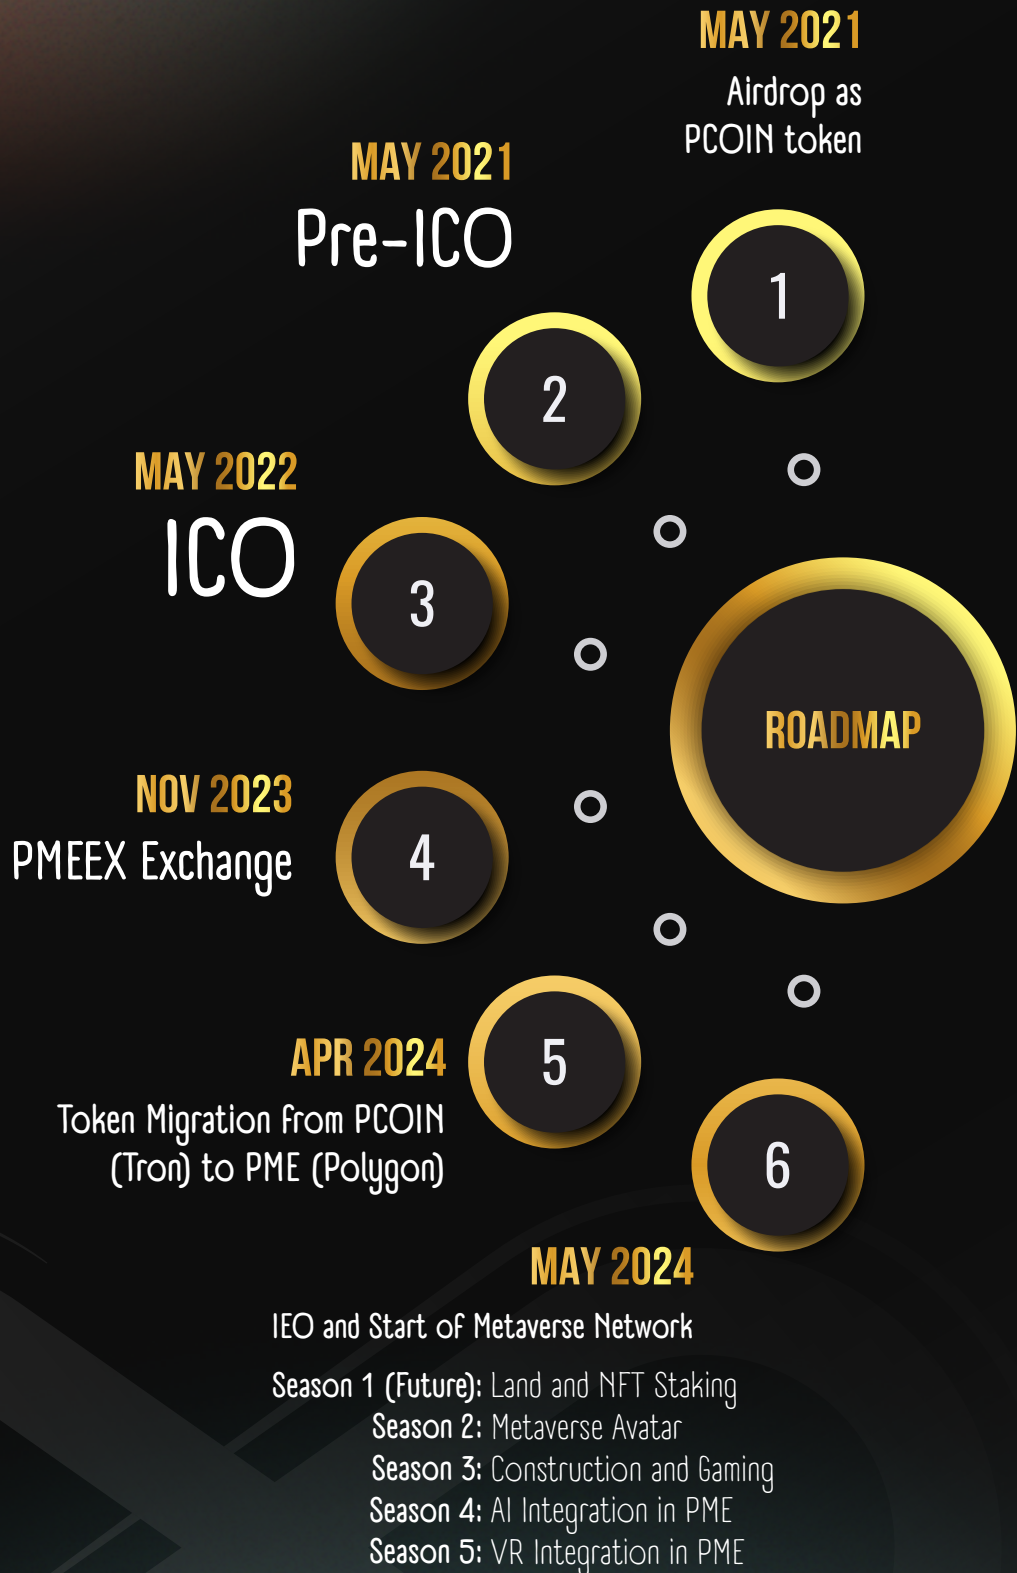 MAY 2021
Airdrop as
PCOIN token
1
MAY 2021
Pre-ICO
2
MAY 2022
ICO
3
ROADMAP
NOV 2023
PMEEX Exchange
4
APR 2024
Token Migration from PCOIN
(Tron) to PME (Polygon)
5
6
MAY 2024
IEO and Start of Metaverse Network
Season 1 (Future): Land and NFT Staking
Season 2: Metaverse Avatar
Season 3: Construction and Gaming
Season 4: AI Integration in PME
Season 5: VR Integration in PME